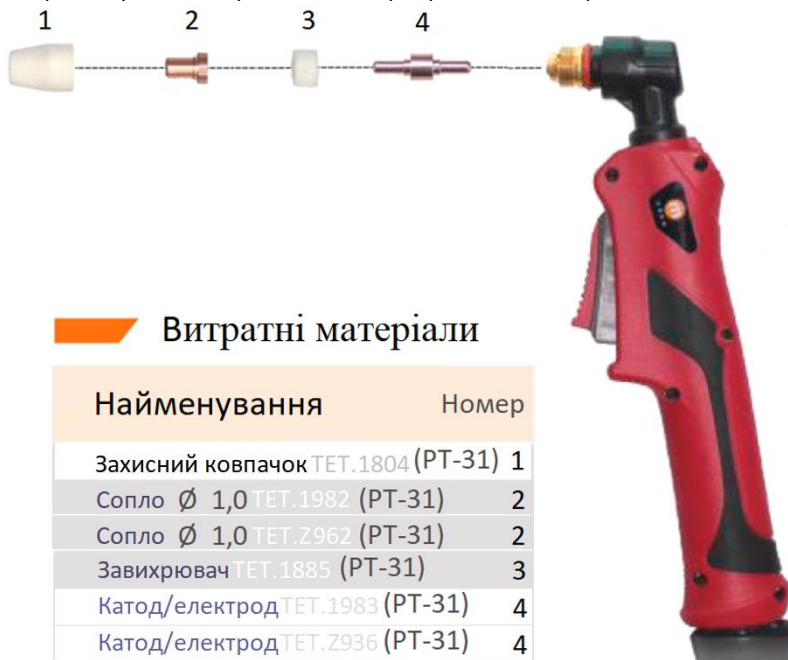 1 2 3 4
Витратні матеріали
Найменування Номер
Захисний ковпачок TET.1804 (PT-31) 1
Сопло Ø 1,0 TET.1982 (PT-31) 2
Сопло Ø 1,0 TET.Z962 (PT-31) 2
Завихрювач TET.1885 (PT-31) 3
Катод/електрод TET.1983 (PT-31) 4
Катод/електрод TET.Z936 (PT-31) 4